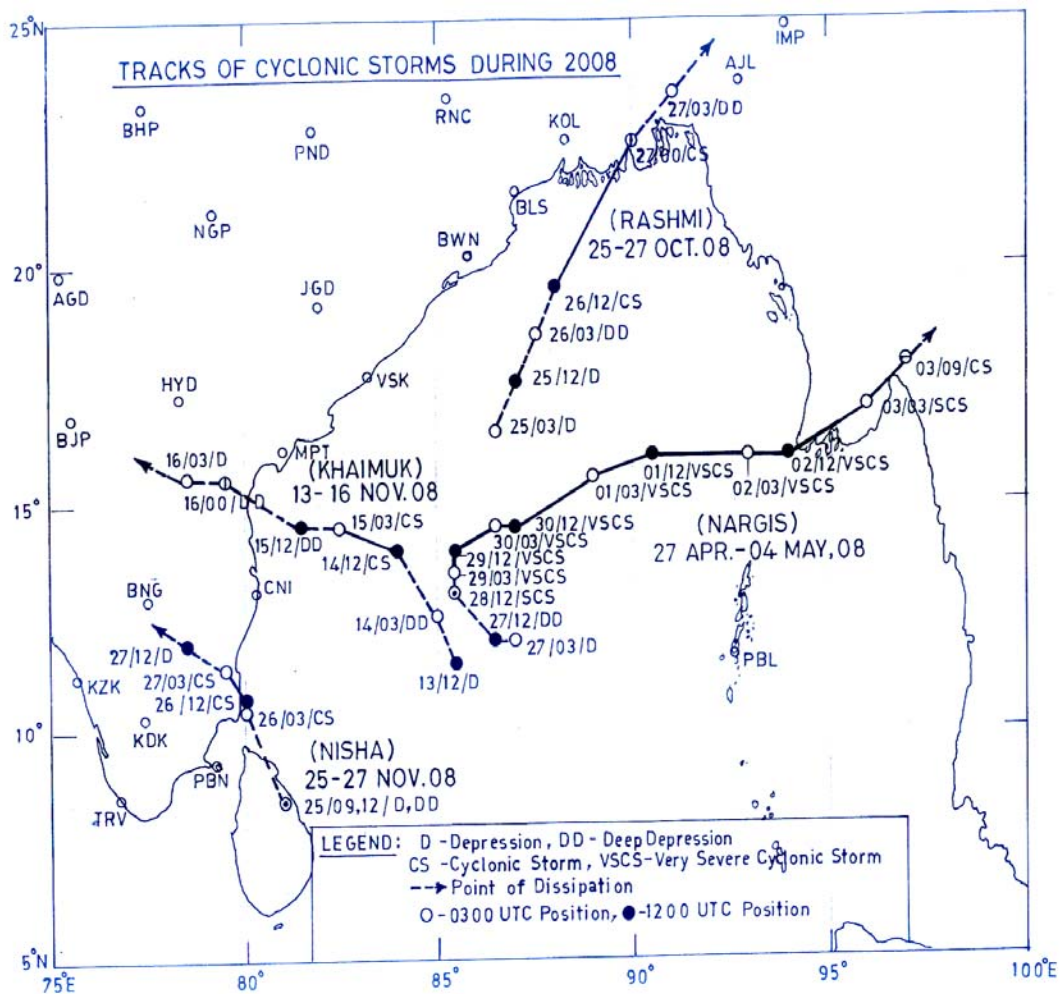 25°N
IMP
100°E
TRACKS OF CYCLONIC STORMS DURING 2008
AJL
27/03/DD
BHP
RNC
PND
KOL
27/00/CS
BLS
(RASHMI)
25-27 OCT.08
NGP
BWN
20°
AGD
JGD
26/12/CS
26/03/DD
03/09/CS
VSK
25/12/D
HYD
03/03/SCS
BJP
25/03/D
MPT
16/03/D
(KHAIMUK)
13-16 NOV.08
01/12/VSCS
02/12/VSCS
01/03/VSCS
02/03/VSCS
16/00/DD
15°
15/03/CS
30/12/VSCS
(NARGIS)
27 APR.-04 MAY,08
15/12/DD
14/12/CS
30/03/VSCS
29/12/VSCS
29/03/VSCS
28/12/SCS
BNG
CNI
14/03/DD
27/12/DD
27/03/D
27/12/D
PBL
13/12/D
27/03/CS
KZK
26/12/CS
26/03/CS
10°
KDK
(NISHA)
25-27 NOV.08
PBN
25/09,12/D,DD
TRV
LEGEND: D -Depression, DD - Deep Depression
CS -Cyclonic Storm, VSCS-Very Severe Cyclonic Storm
Point of Dissipation
-0300 UTC Position, -1200 UTC Position
5°N
75°E
80°
85°
90°
95°
100°E